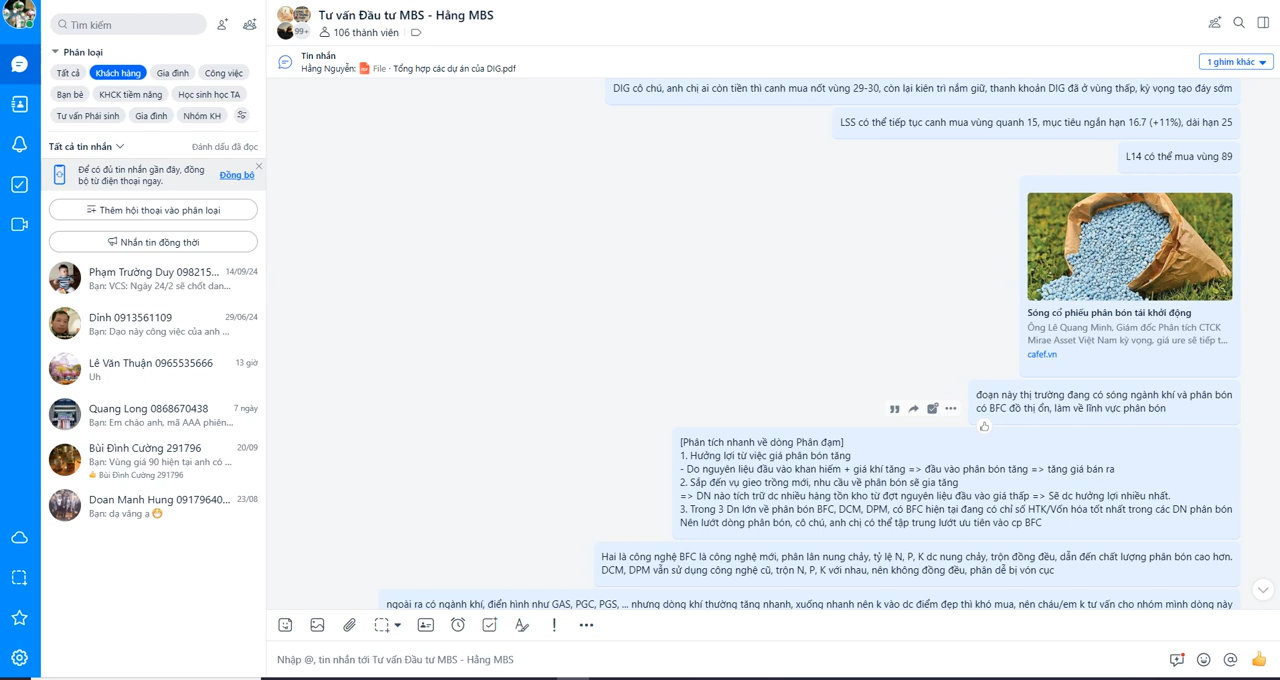 Tìm kiếm
Phân loại
Tất cả
Khách hàng
Gia đình
Công việc
Bạn bè
KHCK tiềm năng
Học sinh học TA
Tư vấn Phái sinh
Gia đình
Nhóm KH
Tất cả tin nhắn
Đánh dấu đã đọc
Để có đủ tin nhắn gần đây, đồng
bộ từ điện thoại ngay.
Đồng bộ
Thêm hội thoại vào phân loại
Nhắn tin đồng thời
Phạm Trường Duy 098215...
14/09/24
Bạn: VCS: Ngày 24/2 sẽ chốt dan...
Dinh 0913561109
29/06/24
Bạn: Dạo này công việc của anh ...
Lê Văn Thuận 0965535666
13 giờ
Uh
Quang Long 0868670438
7 ngày
Bạn: Em chào anh, mã AAA phiên...
Bùi Đình Cường 291796
20/09
Bạn: Vùng giá 90 hiện tại anh có ...
Bùi Đình Cường 291796
Doan Manh Hung 09179640...
23/08
Bạn: dạ vâng ạ
Tư vấn Đầu tư MBS - Hằng MBS
99+
106 thành viên
Tin nhắn
Hằng Nguyễn: File - Tổng hợp các dự án của DIG.pdf
1 ghim khác
DIG cô chú, anh chị ai còn tiền thì canh mua nốt vùng 29-30, còn lại kiên trì nắm giữ, thanh khoản DIG đã ở vùng thấp, kỳ vọng tạo đáy sớm
LSS có thể tiếp tục canh mua vùng quanh 15, mục tiêu ngắn hạn 16.7 (+11%), dài hạn 25
L14 có thể mua vùng 89
Sóng cổ phiếu phân bón tái khởi động
Ông Lê Quang Minh, Giám đốc Phân tích CTCK
Mirae Asset Việt Nam kỳ vọng, giá ure sẽ tiếp t...
cafef.vn
đoạn này thị trường đang có sóng ngành khí và phân bón
có BFC đồ thị ổn, làm về lĩnh vực phân bón
[Phân tích nhanh về dòng Phân đạm]
1. Hưởng lợi từ việc giá phân bón tăng
- Do nguyên liệu đầu vào khan hiếm + giá khí tăng => đầu vào phân bón tăng => tăng giá bán ra
2. Sắp đến vụ gieo trồng mới, nhu cầu về phân bón sẽ gia tăng
=> DN nào tích trữ dc nhiều hàng tồn kho từ đợt nguyên liệu đầu vào giá thấp => Sẽ dc hưởng lợi nhiều nhất.
3. Trong 3 Dn lớn về phân bón BFC, DCM, DPM, có BFC hiện tại đang có chỉ số HTK/Vốn hóa tốt nhất trong các DN phân bón
Nên lướt dòng phân bón, cô chú, anh chị có thể tập trung lướt ưu tiên vào cp BFC
Hai là công nghệ BFC là công nghệ mới, phân lân nung chảy, tỷ lệ N, P, K dc nung chảy, trộn đồng đều, dẫn đến chất lượng phân bón cao hơn.
DCM, DPM vẫn sử dụng công nghệ cũ, trộn N, P, K với nhau, nên không đồng đều, phân dễ bị vón cục
ngoài ra có ngành khí, điển hình như GAS, PGC, PGS, ... nhưng dòng khí thường tăng nhanh, xuống nhanh nên k vào dc điểm đẹp thì khó mua, nên cháu/em k tư vấn cho nhóm mình dòng này
Nhập @, tin nhắn tới Tư vấn Đầu tư MBS - Hằng MBS